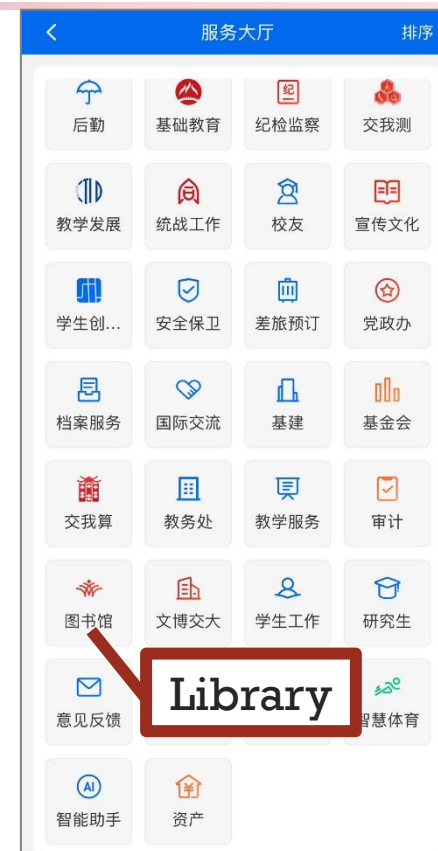 服务大厅 排序
后勤 基础教育 纪检监察 交我测
教学发展 统战工作 校友 宣传文化
学生创... 安全保卫 差旅预订 党政办
档案服务 国际交流 基建 基金会
交我算 教务处 教学服务 审计
图书馆 文博交大 学生工作 研究生
Library
意见反馈 智慧体育
智能助手 资产